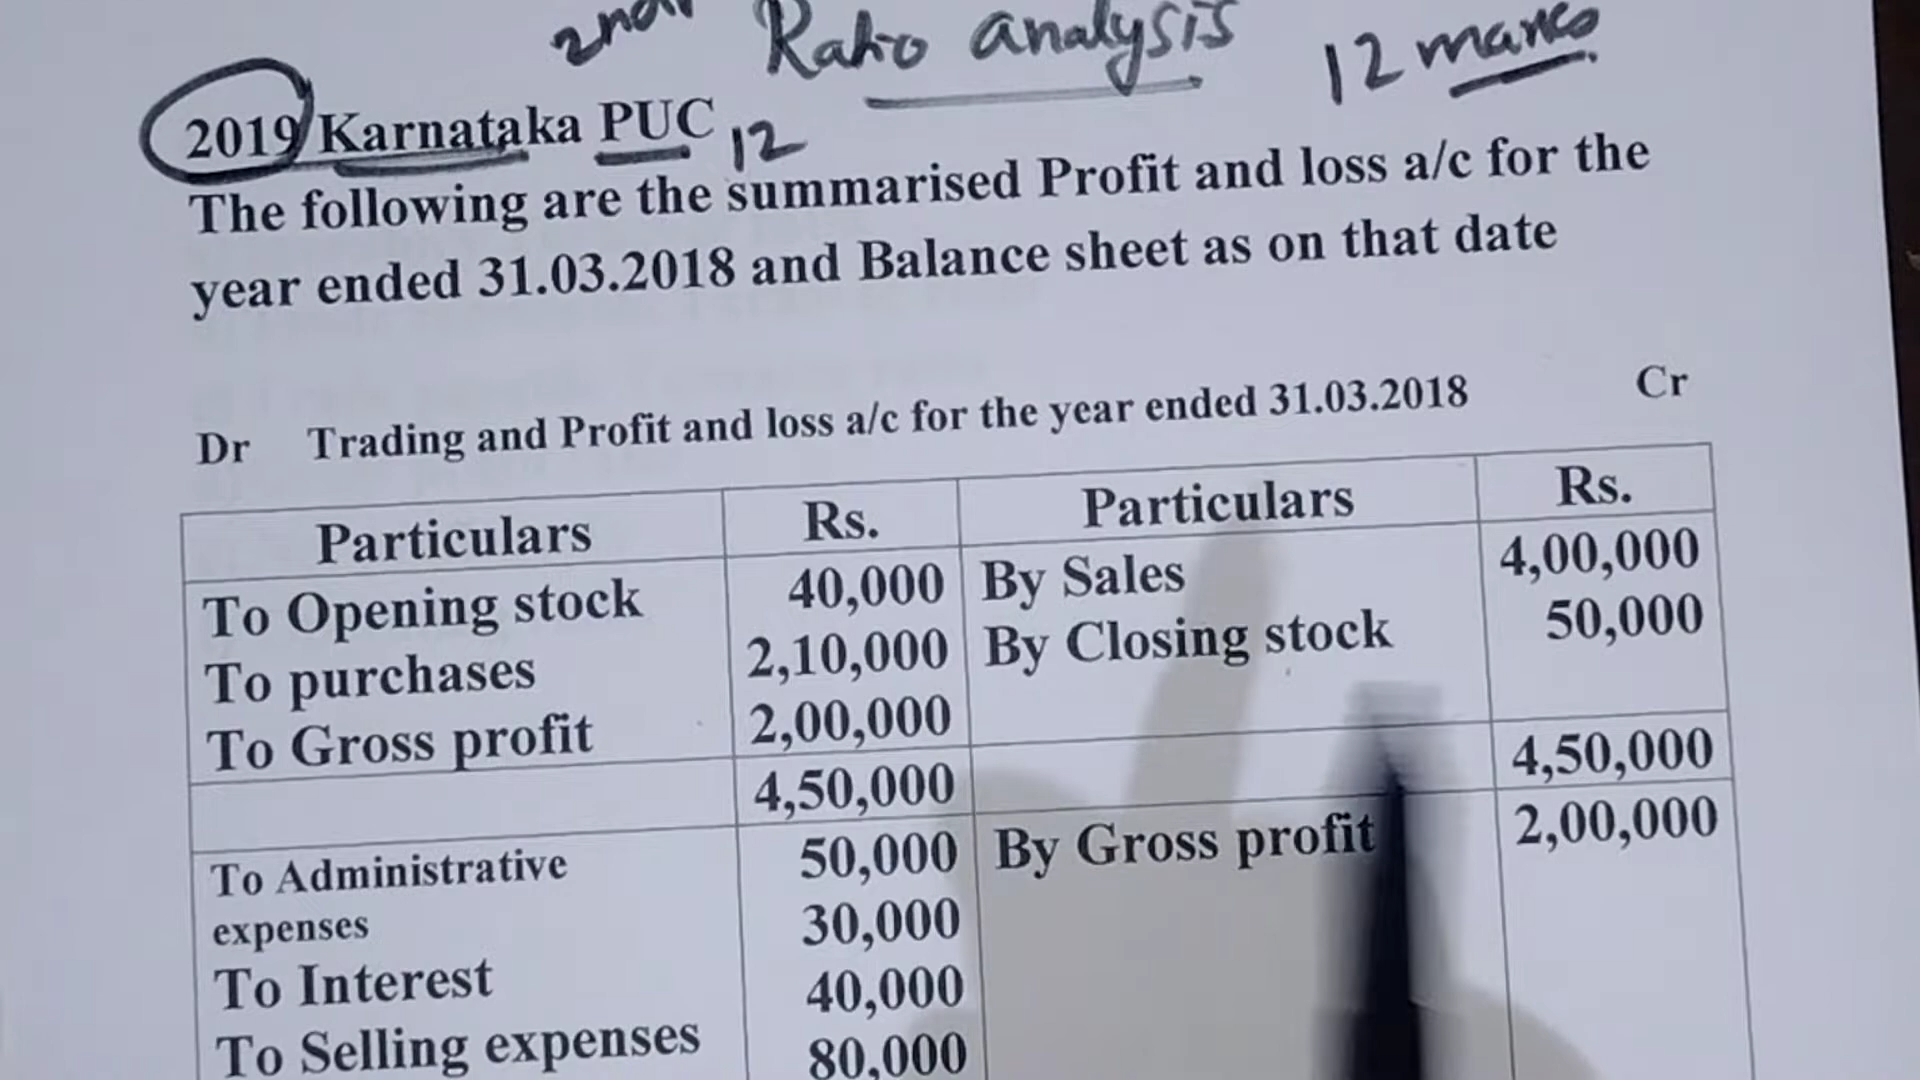 2nd Ratio analysis 12 marks
2019 Karnataka PUC 12
The following are the summarised Profit and loss a/c for the
year ended 31.03.2018 and Balance sheet as on that date
Dr Trading and Profit and loss a/c for the year ended 31.03.2018 Cr
Particulars Rs. Particulars Rs.
To Opening stock 40,000 By Sales 4,00,000
To purchases 2,10,000 By Closing stock 50,000
To Gross profit 2,00,000
4,50,000 4,50,000
To Administrative 50,000 By Gross profit 2,00,000
expenses 30,000
To Interest 40,000
To Selling expenses 80,000